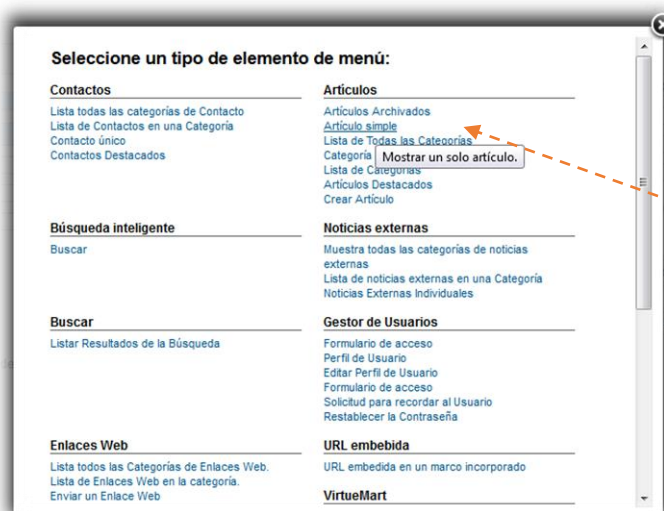 Seleccione un tipo de elemento de menú:
Contactos
Lista todas las categorías de Contacto
Lista de Contactos en una Categoría
Contacto único
Contactos Destacados
Artículos
Artículos Archivados
Artículo simple
Lista de Todas las Categorías
Categoría
Mostrar un solo artículo.
Lista de Categorías
Artículos Destacados
Crear Artículo
Búsqueda inteligente
Buscar
Noticias externas
Muestra todas las categorías de noticias
externas
Lista de noticias externas en una Categoría
Noticias Externas Individuales
Buscar
Listar Resultados de la Búsqueda
Gestor de Usuarios
Formulario de acceso
Perfil de Usuario
Editar Perfil de Usuario
Formulario de acceso
Solicitud para recordar al Usuario
Restablecer la Contraseña
Enlaces Web
Lista todos las Categorías de Enlaces Web.
Lista de Enlaces Web en la categoría.
Enviar un Enlace Web
URL embebida
URL embedida en un marco incorporado
VirtueMart